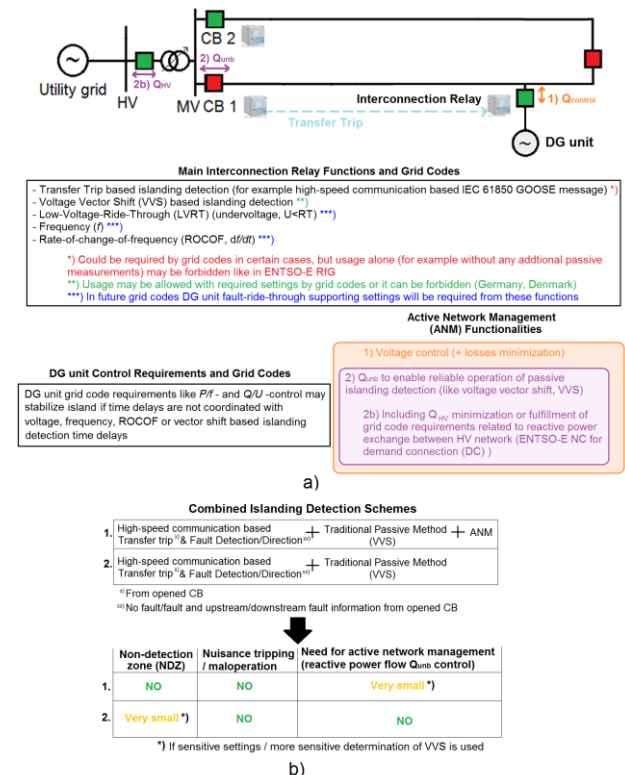 CB 2
2) Qunb
Utility grid
2b) QHV
HV
MV CB 1
Interconnection Relay
1) Qcontrol
Transfer Trip
DG unit
Main Interconnection Relay Functions and Grid Codes
- Transfer Trip based islanding detection (for example high-speed communication based IEC 61850 GOOSE message) *)
- Voltage Vector Shift (VVS) based islanding detection **)
- Low-Voltage-Ride-Through (LVRT) (undervoltage, U<RT) ***)
- Frequency (f) ***)
- Rate-of-change-of-frequency (ROCOF, df/dt) ***)
*) Could be required by grid codes in certain cases, but usage alone (for example without any addtional passive
measurements) may be forbidden like in ENTSO-E RfG
**) Usage may be allowed with required settings by grid codes or it can be forbidden (Germany, Denmark)
***) In future grid codes DG unit fault-ride-through supporting settings will be required from these functions
Active Network Management
(ANM) Functionalities
1) Voltage control (+ losses minimization)
2) Qunb to enable reliable operation of passive
islanding detection (like voltage vector shift, VVS)
2b) Including QHV minimization or fulfillment of
grid code requirements related to reactive power
exchange between HV network (ENTSO-E NC for
demand connection (DC) )
DG unit Control Requirements and Grid Codes
DG unit grid code requirements like P/f - and Q/U -control may
stabilize island if time delays are not coordinated with
voltage, frequency, ROCOF or vector shift based islanding
detection time delays
a)
Combined Islanding Detection Schemes
1. High-speed communication based Transfer trip x) & Fault Detection/Direction xx) + Traditional Passive Method (VVS) + ANM
2. High-speed communication based Transfer trip x) & Fault Detection/Direction xx) + Traditional Passive Method (VVS)
x) From opened CB
xx) No fault/fault and upstream/downstream fault information from opened CB
Non-detection zone (NDZ) Nuisance tripping / maloperation Need for active network management (reactive power flow Qunb control)
1. NO NO Very small *)
2. Very small *) NO NO
*) If sensitive settings / more sensitive determination of VVS is used
b)